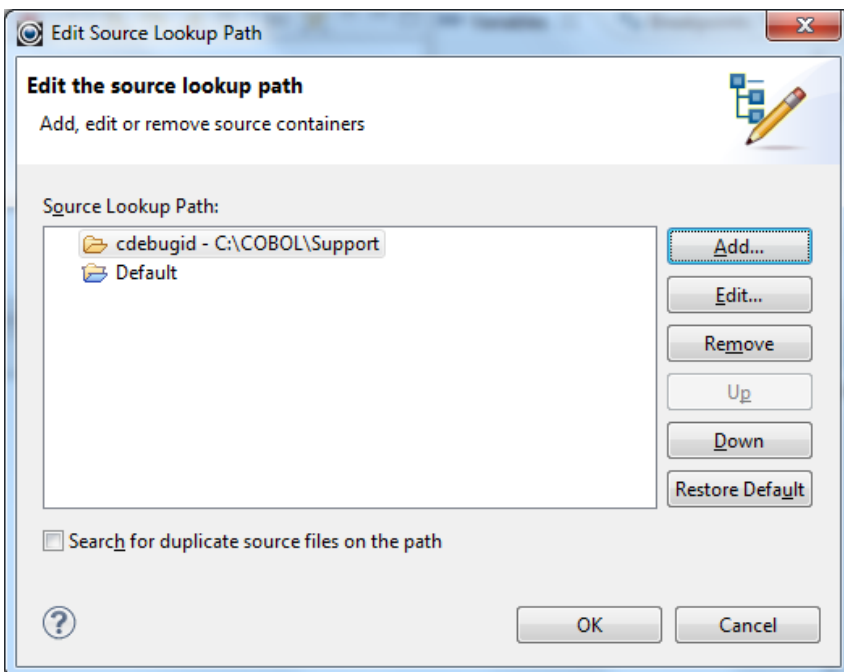 Edit Source Lookup Path
Edit the source lookup path
Add, edit or remove source containers
Source Lookup Path:
cdebugid - C:\COBOL\Support
Default
Add...
Edit...
Remove
Up
Down
Restore Default
Search for duplicate source files on the path
OK
Cancel